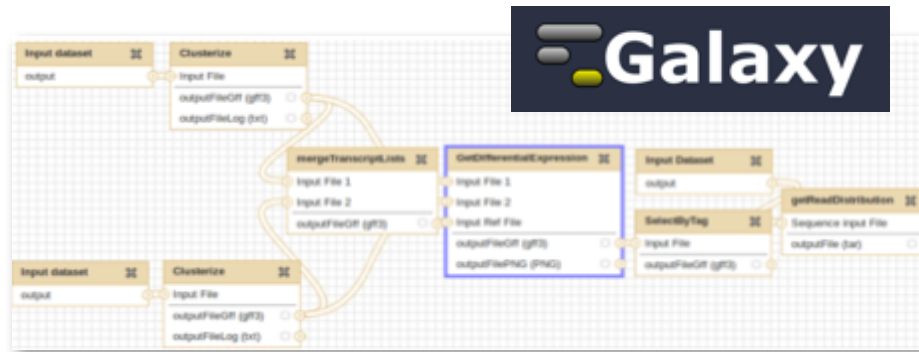 Galaxy
Input dataset
output
Clusterize
Input File
outputFileGff (gff3)
outputFileLog (txt)
mergeTranscriptLists
Input File 1
Input File 2
outputFileGff (gff3)
GetDifferentialExpression
Input File 1
Input File 2
Input Ref File
outputFileGff (gff3)
outputFilePNG (PNG)
Input Dataset
output
SelectByTag
Input File
outputFileGff (gff3)
getReadDistribution
Sequence input File
outputFile (tar)
Input dataset
output
Clusterize
Input File
outputFileGff (gff3)
outputFileLog (txt)